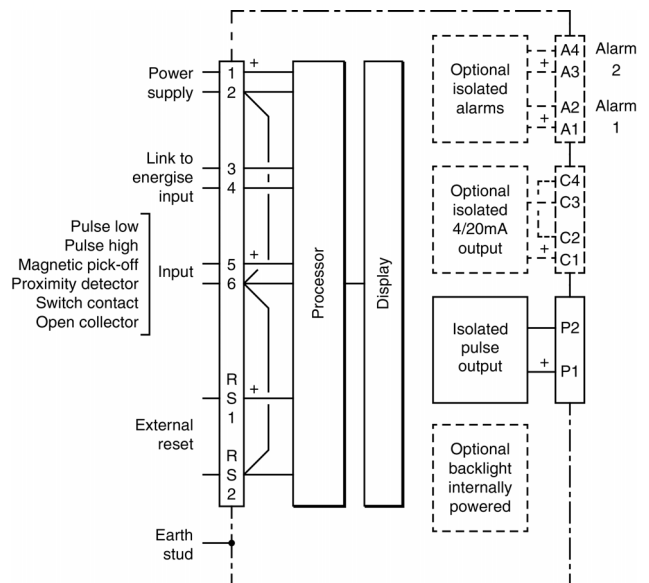 Power
supply
1
+
2
Link to
energise
input
3
4
Pulse low
Pulse high
Magnetic pick-off
Proximity detector
Switch contact
Open collector
Input
5
+
6
External
reset
R
S
1
+
R
S
2
Earth
stud
Processor
Display
Optional
isolated
alarms
A4
+
A3
A2
+
A1
Alarm
2
Alarm
1
Optional
isolated
4/20mA
output
C4
C3
C2
+
C1
Isolated
pulse
output
P2
+
P1
Optional
backlight
internally
powered